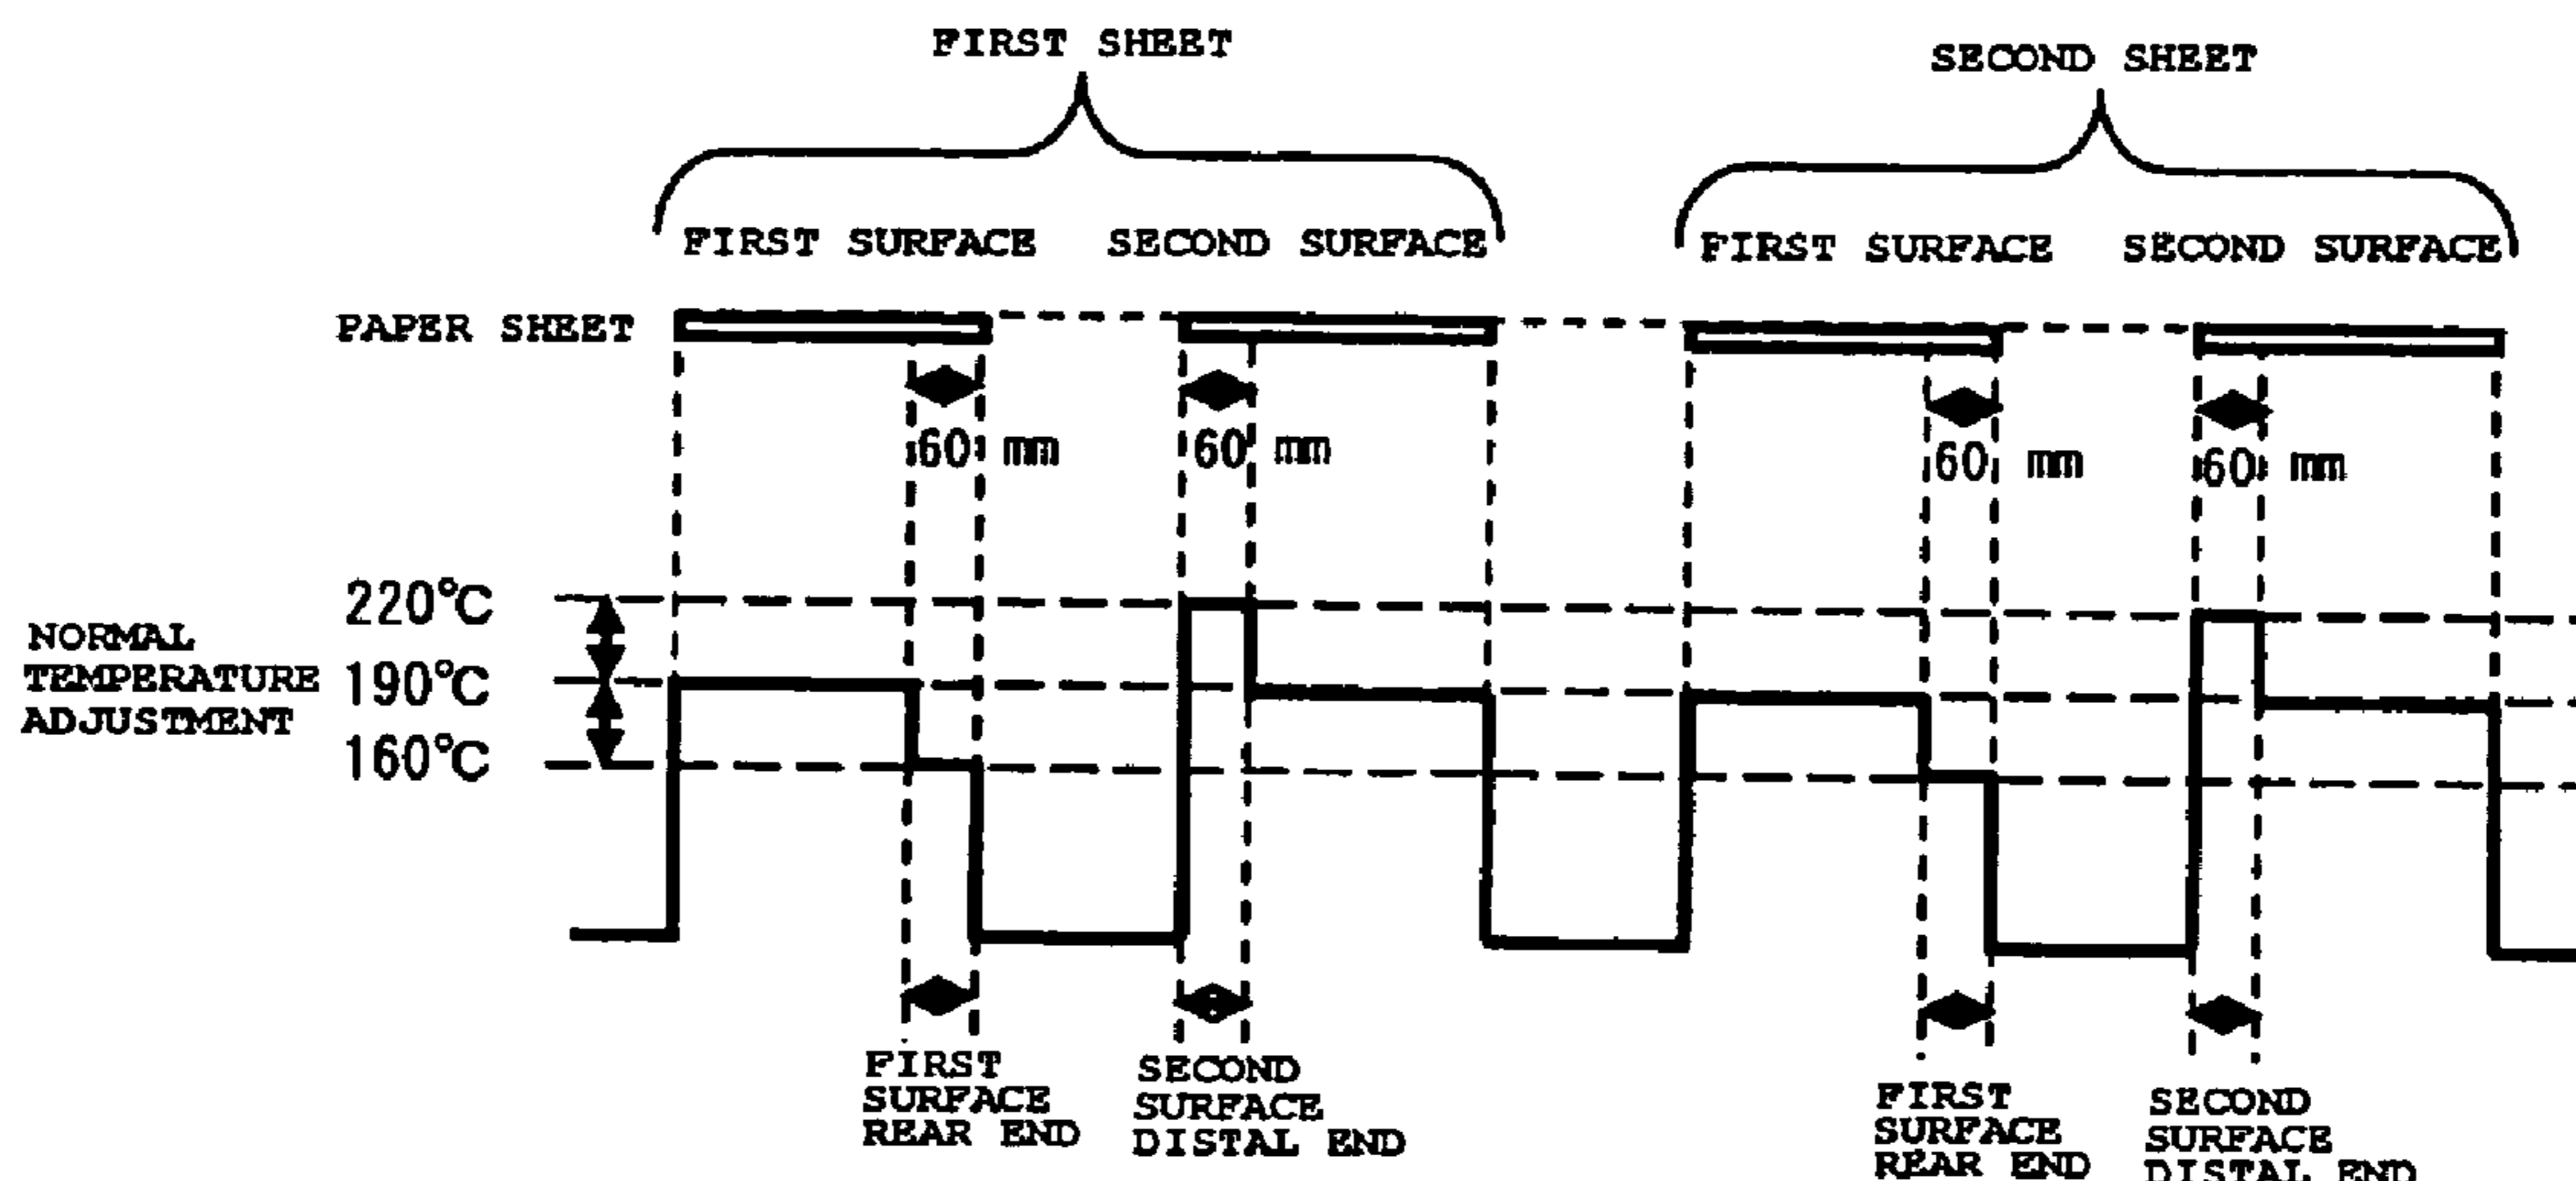 FIRST SHEET
SECOND SHEET
FIRST SURFACE SECOND SURFACE
FIRST SURFACE SECOND SURFACE
PAPER SHEET
60 mm
60 mm
60 mm
60 mm
220℃
NORMAL
TEMPERATURE
ADJUSTMENT
190℃
160℃
FIRST
SURFACE
REAR END
SECOND
SURFACE
DISTAL END
FIRST
SURFACE
REAR END
SECOND
SURFACE
DISTAL END